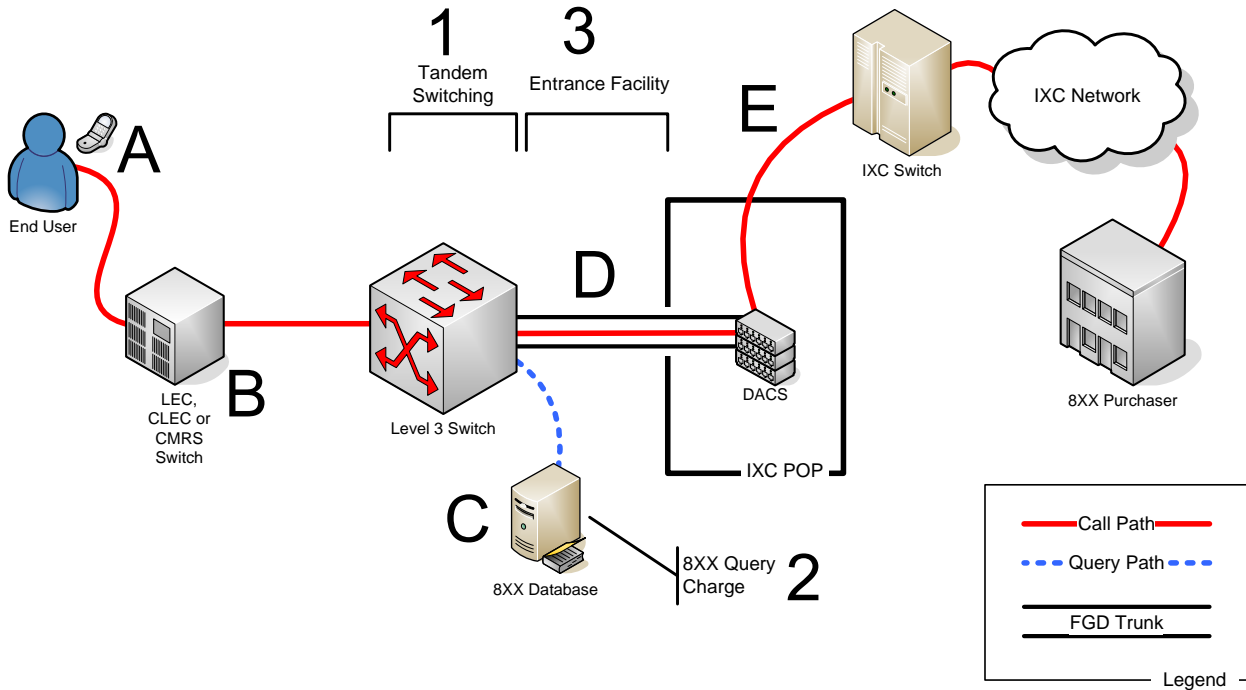 1
3
Tandem
Switching
Entrance Facility
A
End User
E
IXC Switch
IXC Network
D
B
LEC,
CLEC or
CMRS
Switch
Level 3 Switch
DACS
8XX Purchaser
IXC POP
C
8XX Database
8XX Query
Charge
2
Call Path
Query Path
FGD Trunk
Legend